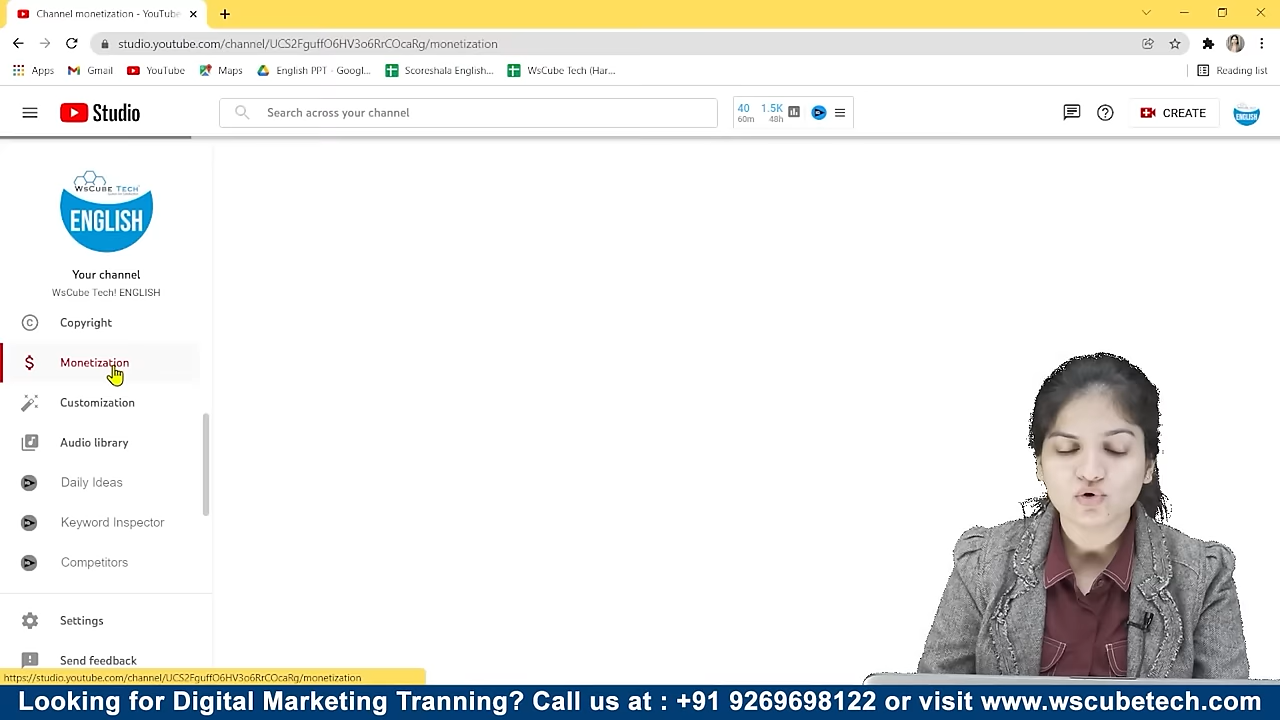 Channel monetization - YouTube
studio.youtube.com/channel/UCS2FguffO6HV3o6RrCOcaRg/monetization
Apps
Gmail
YouTube
Maps
English PPT - Googl...
Scoreshala English...
WsCube Tech (Har...
Reading list
Studio
Search across your channel
40
60m
1.5K
48h
CREATE
ENGLISH
WsCube Tech
ENGLISH
Your channel
WsCube Tech! ENGLISH
Copyright
Monetization
Customization
Audio library
Daily Ideas
Keyword Inspector
Competitors
Settings
Send feedback
https://studio.youtube.com/channel/UCS2FguffO6HV3o6RrCOcaRg/monetization
Looking for Digital Marketing Tranning? Call us at : +91 9269698122 or visit www.wscubetech.com